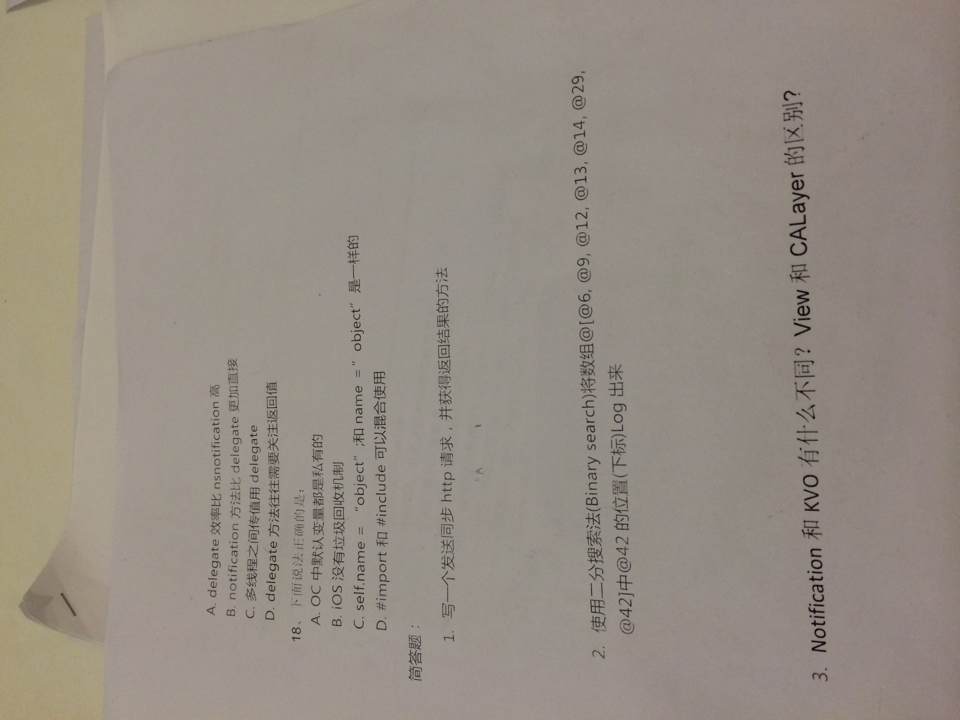 A. delegate 效率比 nsnotification 高
B. notification 方法比 delegate 更加直接
C. 多线程之间传值用 delegate
D. delegate 方法往往需要关注返回值
18、下面说法正确的是：
A. OC 中默认变量都是私有的
B. iOS 没有垃圾回收机制
C. self.name = “object” ;和 name =”object” 是一样的
D. #import 和 #include 可以混合使用
简答题：
1. 写一个发送同步 http 请求，并获得返回结果的方法
2. 使用二分搜索法(Binary search)将数组@[@6, @9, @12, @13, @14, @29,
@42]中@42 的位置(下标)Log 出来
3. Notification 和 KVO 有什么不同？View 和 CALayer 的区别?